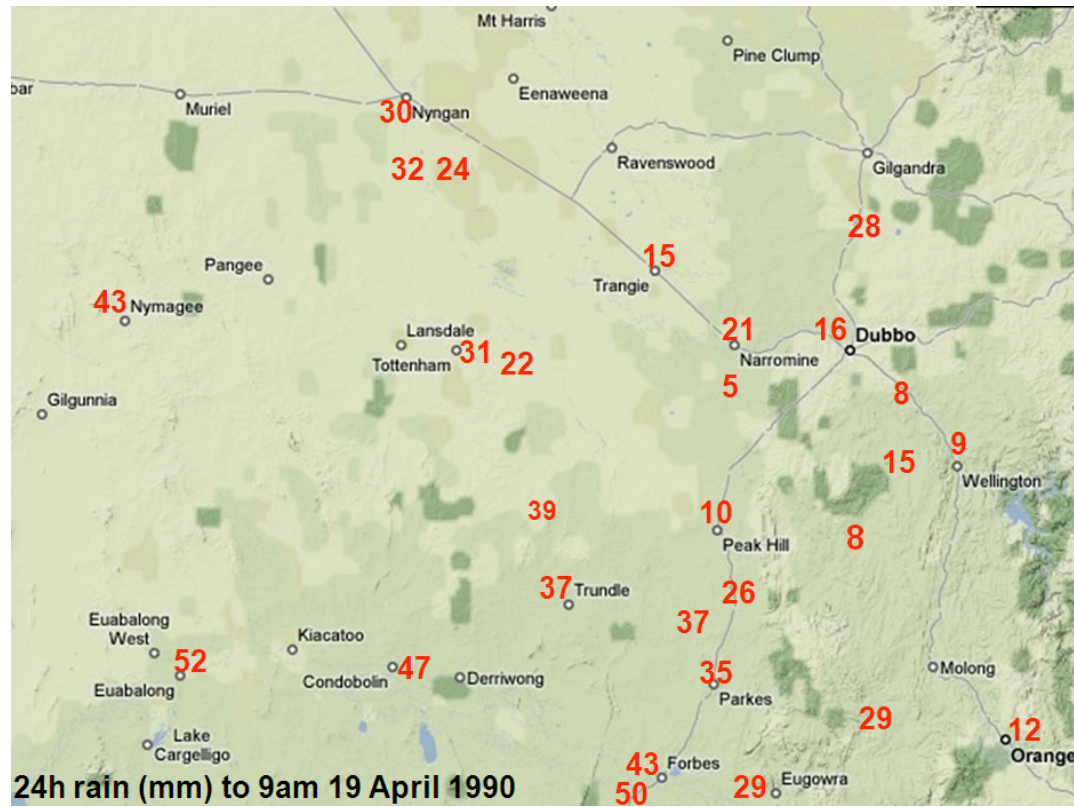 Mt Harris
Pine Clump
bar
Muriel
Eenaweena
30
Nyngan
Ravenswood
Gilgandra
32
24
28
Pangee
15
Trangie
43
Nymagee
Lansdale
Tottenham
31
22
21
Narromine
16
Dubbo
5
8
Gilgunnia
9
15
Wellington
39
10
Peak Hill
8
37
Trundle
26
37
Euabalong
West
Kiacatoo
52
Euabalong
47
Condobolin
Derriwong
35
Parkes
Molong
29
12
Orange
Lake
Cargelligo
43
Forbes
50
29
Eugowra
24h rain (mm) to 9am 19 April 1990